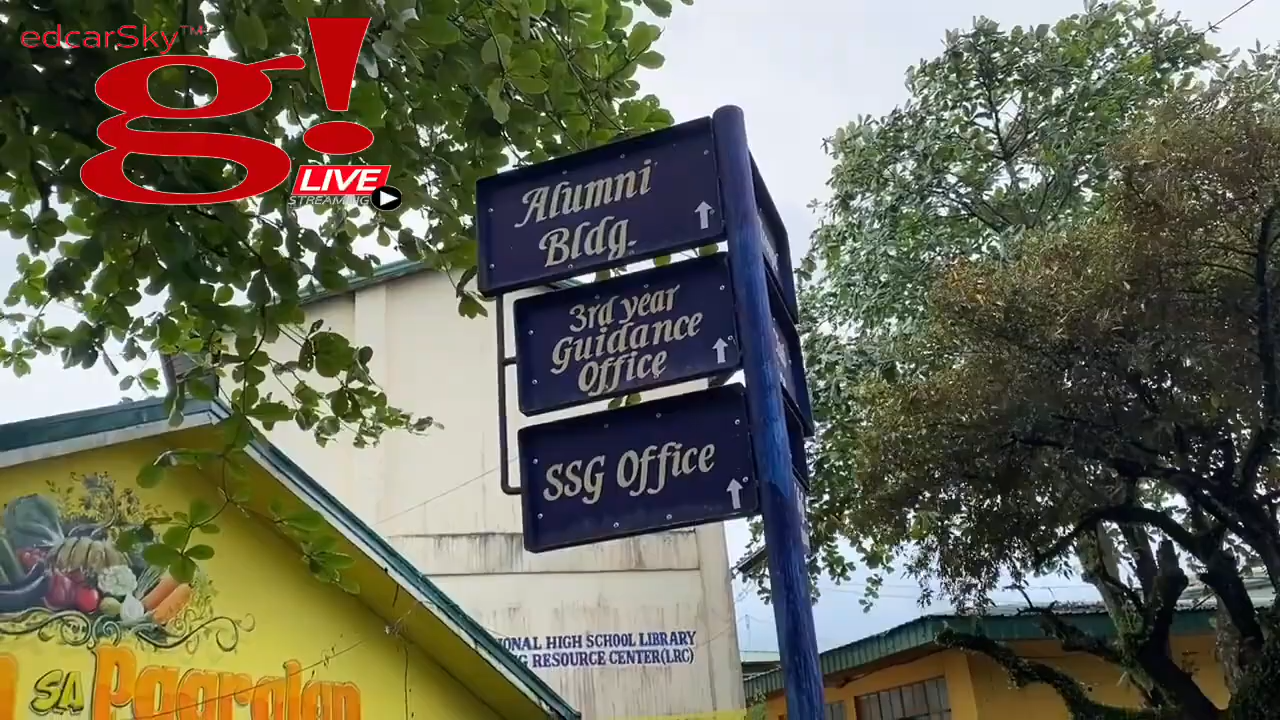 edcarSky™
g!
LIVE
STREAMING
Alumni
Bldg.
3rd year
Guidance
Office
SSG Office
ONAL HIGH SCHOOL LIBRARY
G RESOURCE CENTER(LRC)
SA Paaralan